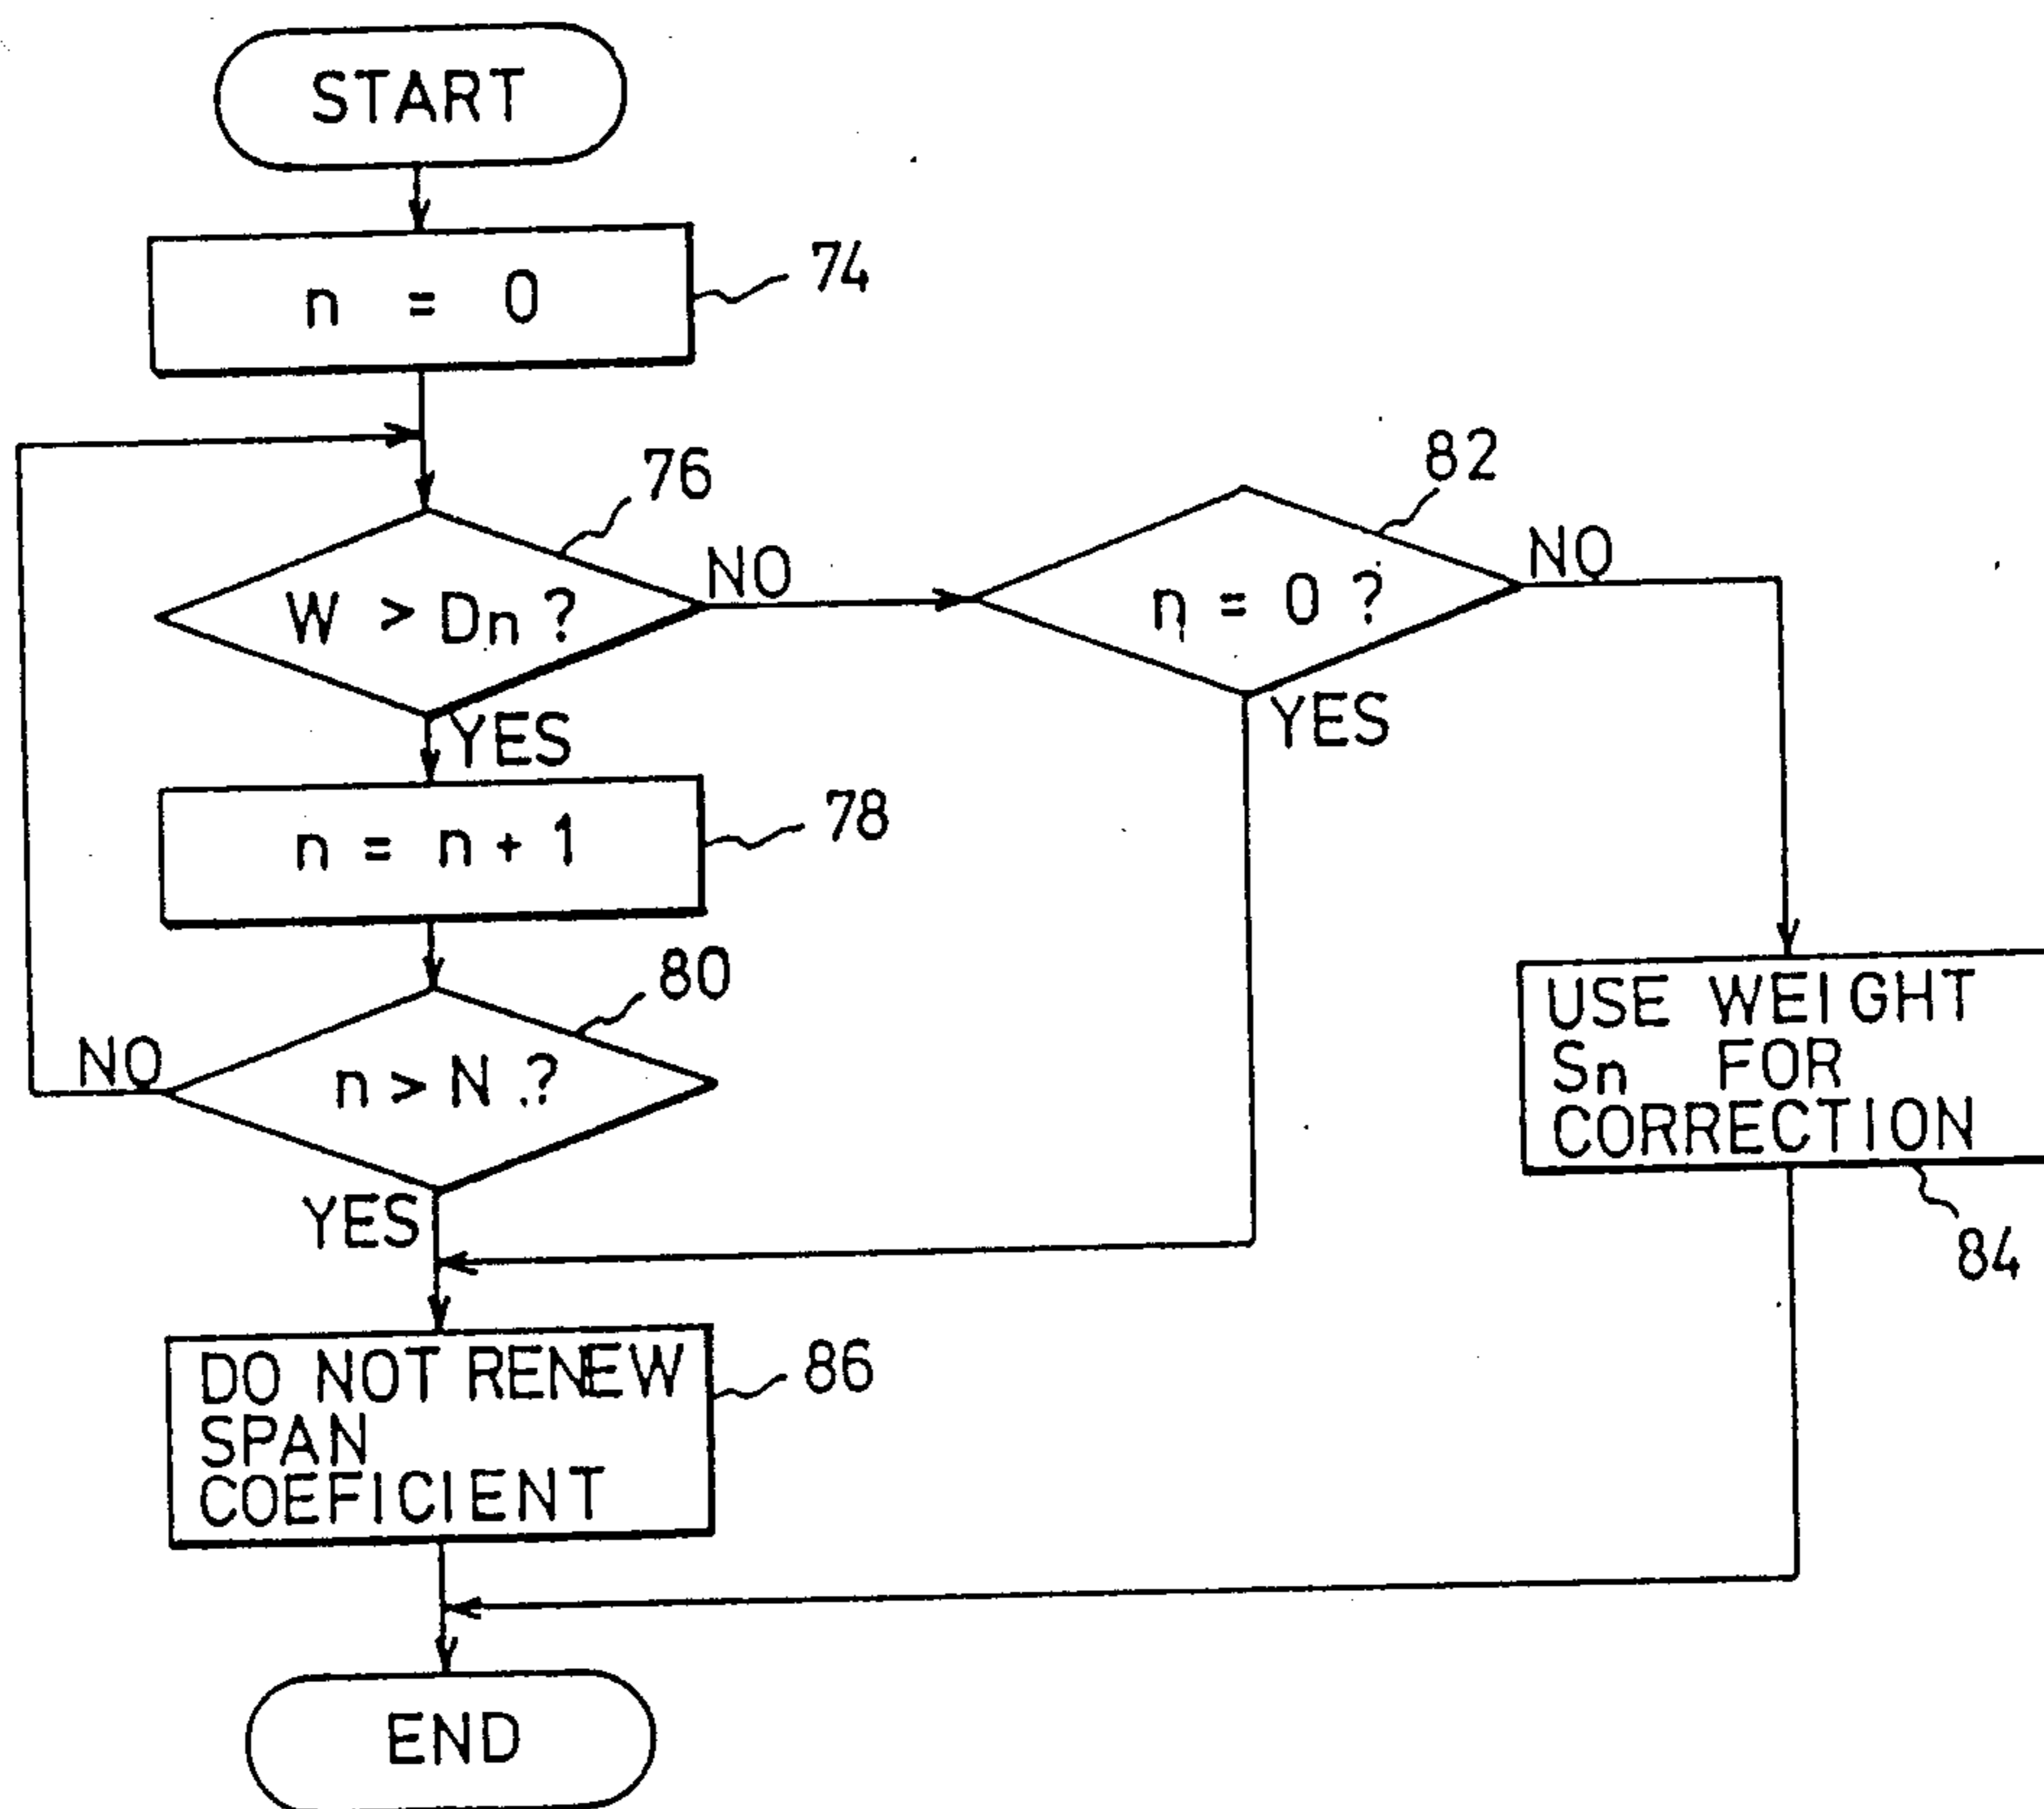 START
n = 0
74
76
W > Dn ?
NO
YES
82
n = 0 ?
NO
YES
n = n + 1
78
80
n > N ?
NO
YES
USE WEIGHT
Sn FOR
CORRECTION
84
DO NOT RENEW
SPAN
COEFICIENT
86
END